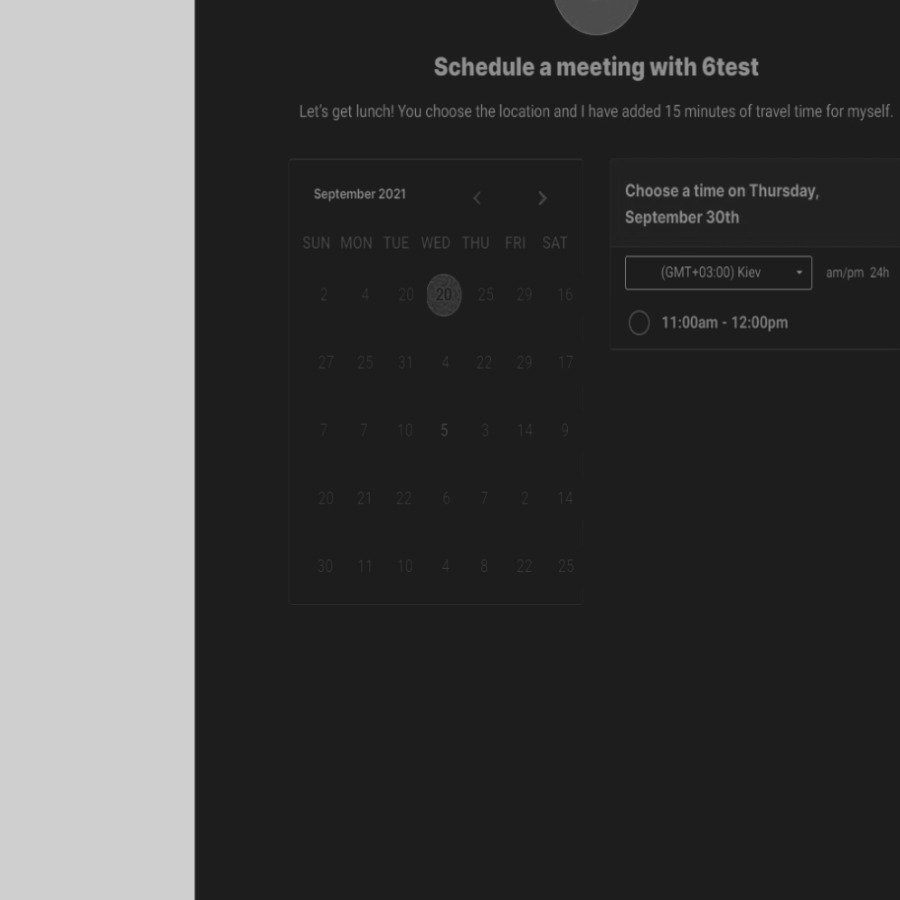 Schedule a meeting with 6test
Let's get lunch! You choose the location and I have added 15 minutes of travel time for myself.
September 2021
SUN MON TUE WED THU FRI SAT
2 4 20 20 25 29 16
27 25 31 4 22 29 17
7 7 10 5 3 14 9
20 21 22 6 7 2 14
30 11 10 4 8 22 25
Choose a time on Thursday,
September 30th
(GMT+03:00) Kiev
am/pm 24h
11:00am - 12:00pm